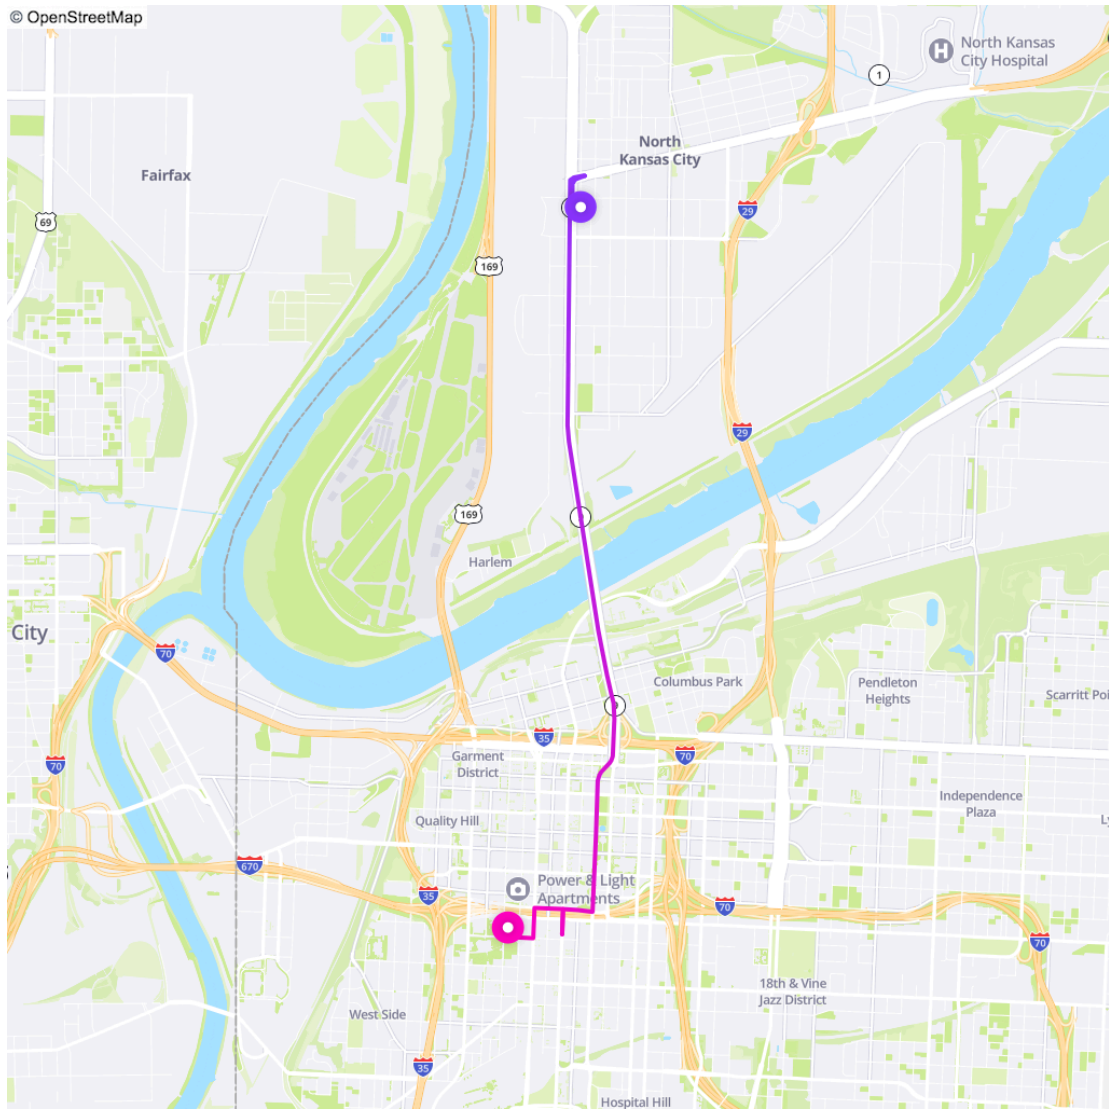 © OpenStreetMap
North Kansas
City Hospital
H
1
North
Kansas City
Fairfax
69
29
169
29
169
Harlem
City
70
Columbus Park
Pendleton
Heights
Scarritt Poi
35
70
70
Garment
District
Independence
Plaza
Quality Hill
Ly
670
Power & Light
Apartments
35
70
70
18th & Vine
Jazz District
West Side
35
Hospital Hill